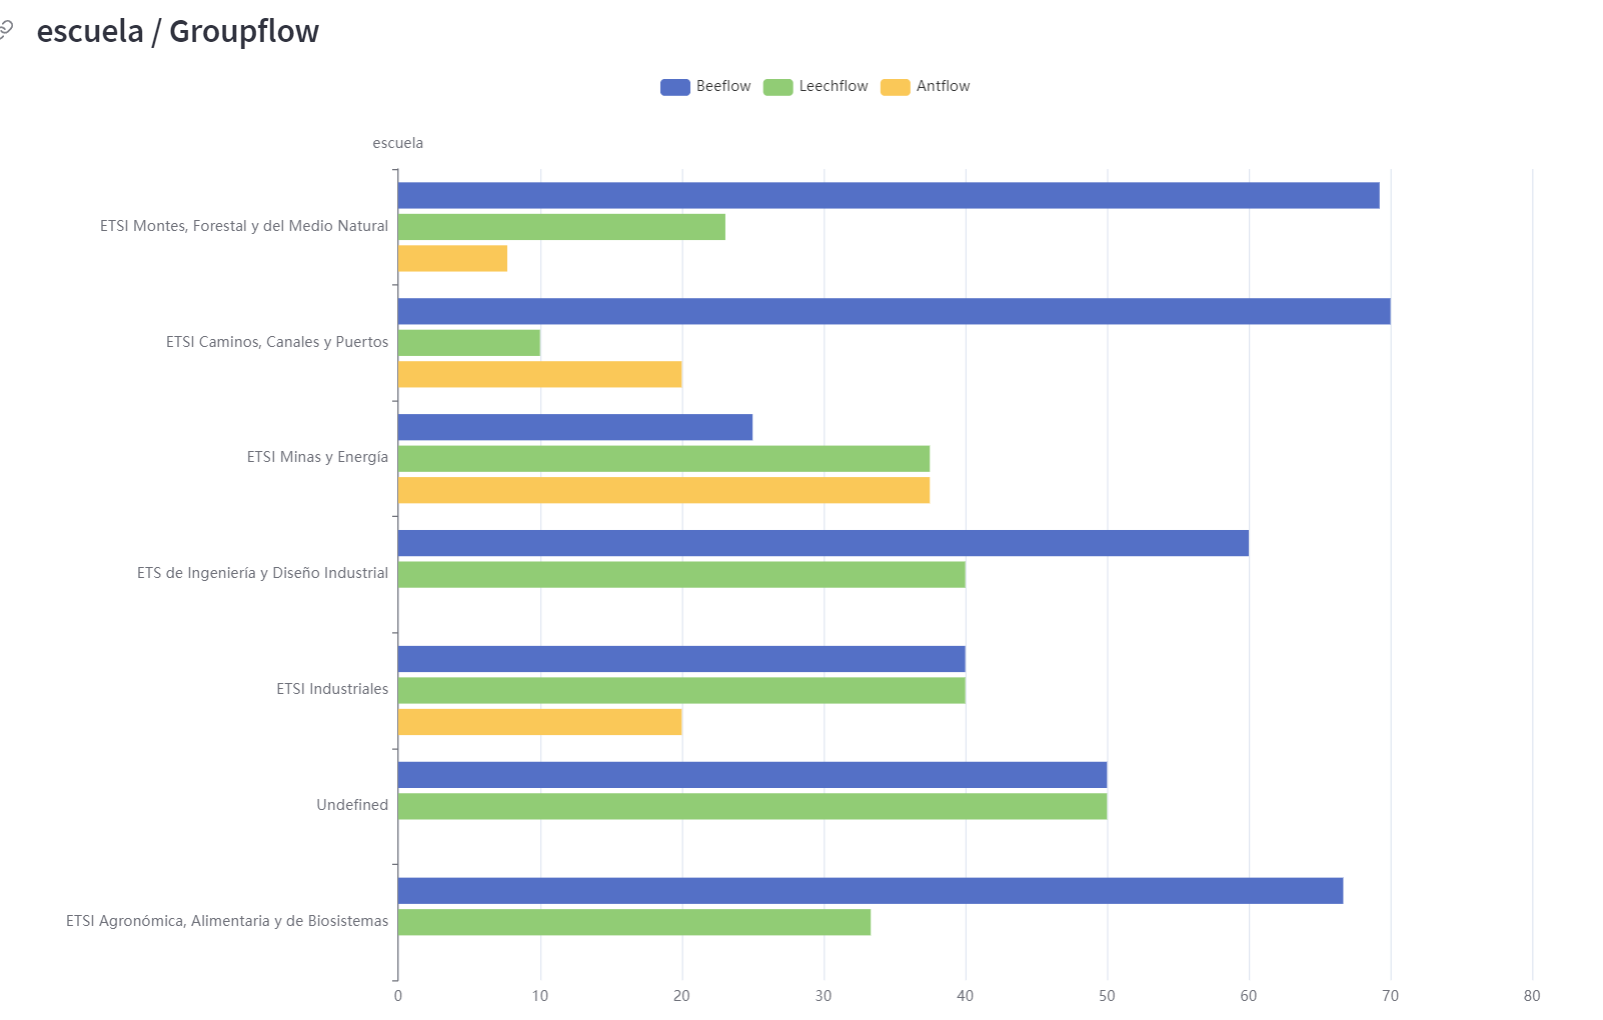 escuela / Groupflow
Beeflow Leechflow Antflow
escuela
ETSI Montes, Forestal y del Medio Natural
ETSI Caminos, Canales y Puertos
ETSI Minas y Energía
ETS de Ingeniería y Diseño Industrial
ETSI Industriales
Undefined
ETSI Agronómica, Alimentaria y de Biosistemas
0 10 20 30 40 50 60 70 80